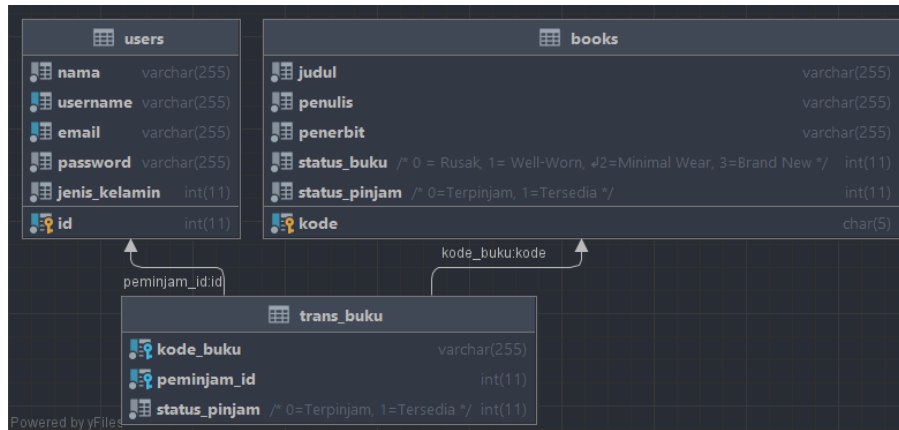 users
nama varchar(255)
username varchar(255)
email varchar(255)
password varchar(255)
jenis_kelamin int(11)
id int(11)
books
judul varchar(255)
penulis varchar(255)
penerbit varchar(255)
status_buku /* 0 = Rusak, 1= Well-Worn, ↲2=Minimal Wear, 3=Brand New */ int(11)
status_pinjam /* 0=Terpinjam, 1=Tersedia */ int(11)
kode char(5)
peminjam_id:id
kode_buku:kode
trans_buku
kode_buku varchar(255)
peminjam_id int(11)
status_pinjam /* 0=Terpinjam, 1=Tersedia */ int(11)
Powered by yFiles